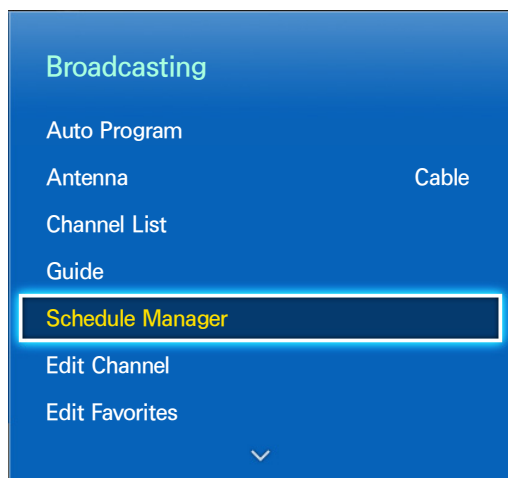 Broadcasting
Auto Program
Antenna Cable
Channel List
Guide
Schedule Manager
Edit Channel
Edit Favorites